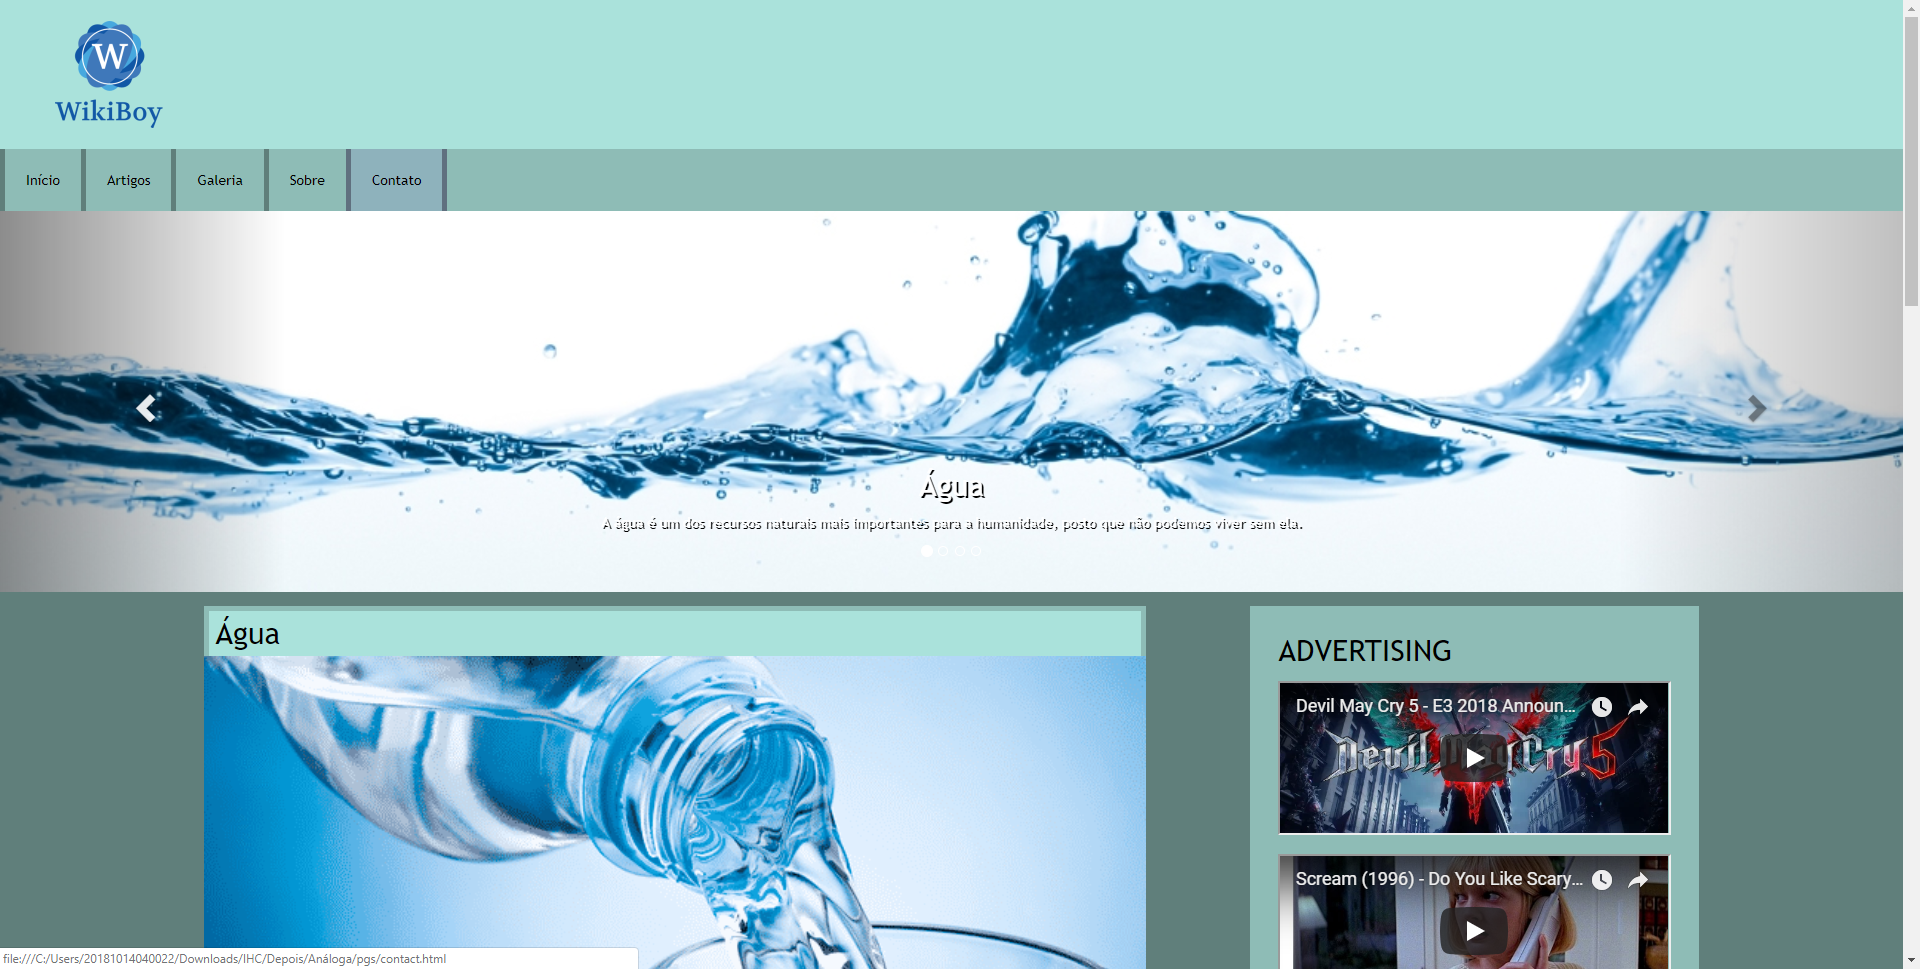 W
WikiBoy
Início
Artigos
Galeria
Sobre
Contato
Água
A água é um dos recursos naturais mais importantes para a humanidade, posto que não podemos viver sem ela.
Água
ADVERTISING
Devil May Cry 5 - E3 2018 Announ...
Devil May Cry 5
Scream (1996) - Do You Like Scary...
file:///C:/Users/20181014040022/Downloads/IHC/Depois/Análoga/pgs/contact.html